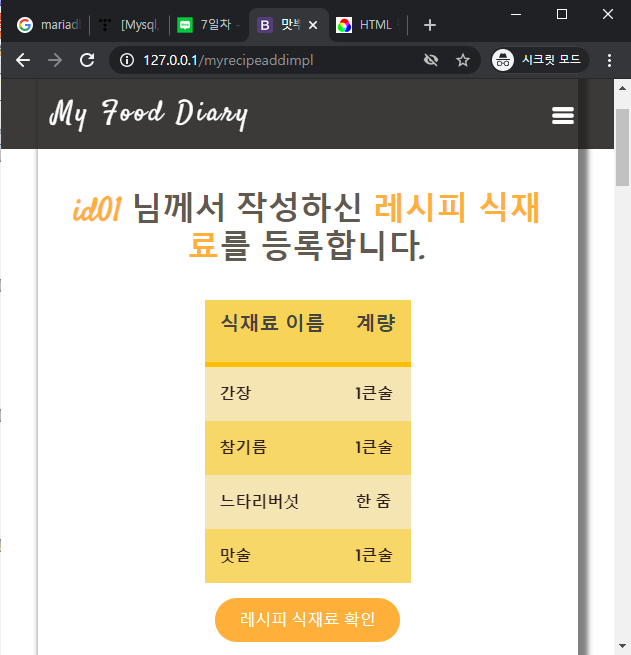 mariadb
[Mysql,
7일차 -
맛북
HTML
127.0.0.1/myrecipeaddimpl
시크릿 모드
My Food Diary
id01 님께서 작성하신 레시피 식재
료를 등록합니다.
식재료 이름 계량
간장 1큰술
참기름 1큰술
느타리버섯 한 줌
맛술 1큰술
레시피 식재료 확인